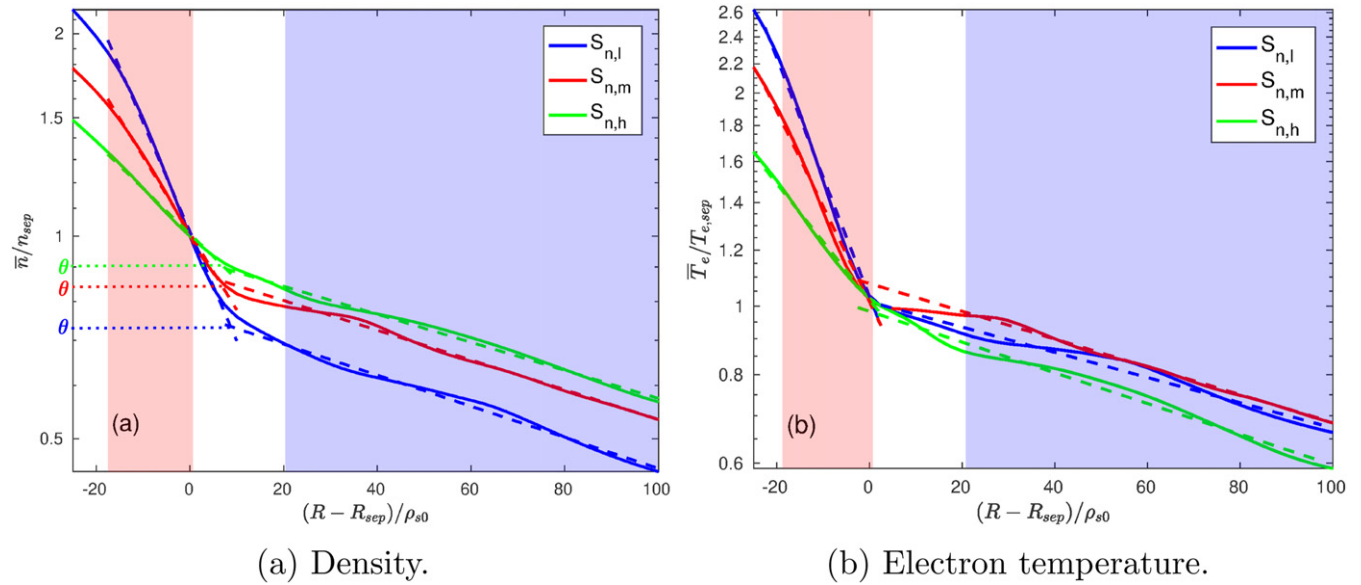 2
1.5
1
0.5
n̅/n_sep
θ
θ
θ
S_n,l
S_n,m
S_n,h
(a)
-20 0 20 40 60 80 100
(R − R_sep)/ρ_s0
(a) Density.
2.6
2.2
2
1.8
1.6
1.4
1.2
1
0.8
0.6
T̅_e/T_e,sep
S_n,l
S_n,m
S_n,h
(b)
-20 0 20 40 60 80 100
(R − R_sep)/ρ_s0
(b) Electron temperature.